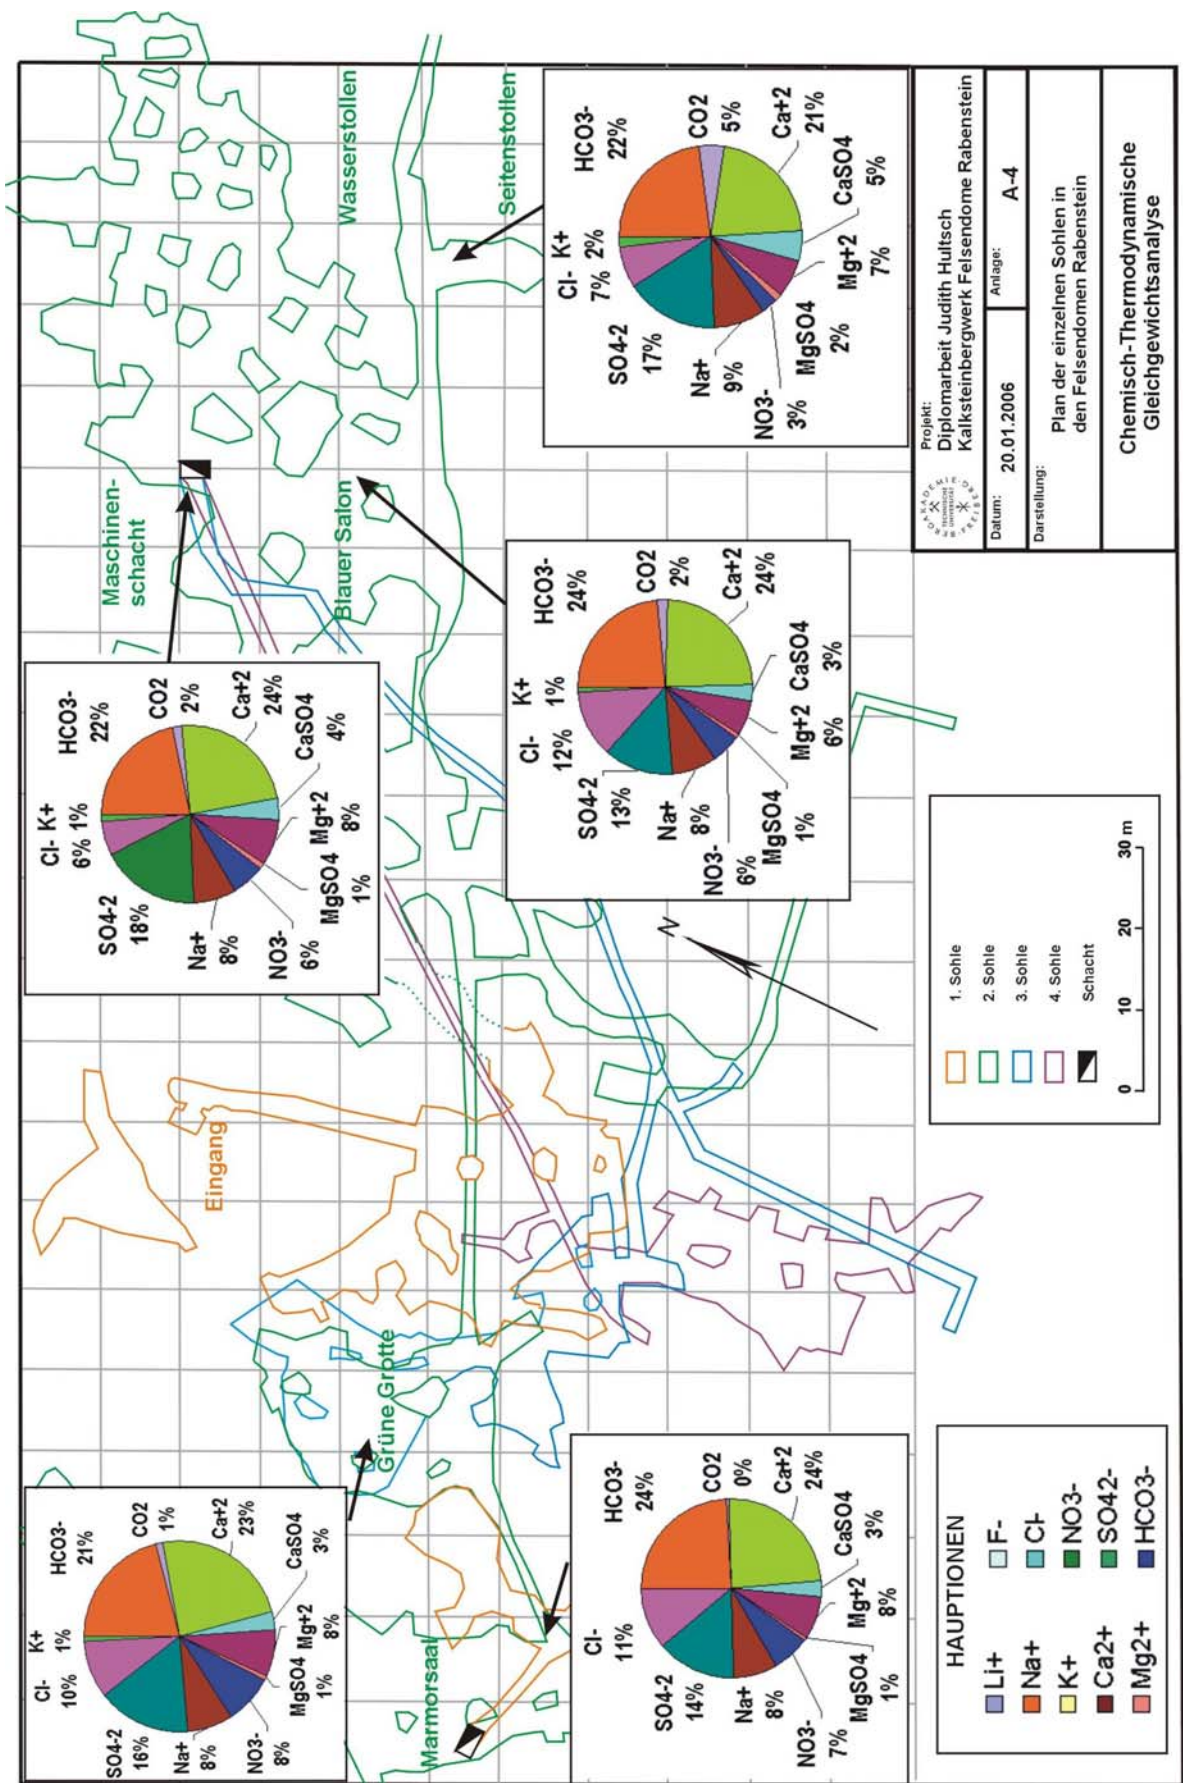 Maschinen-
schacht
Blauer Salon
Wasserstollen
Seitenstollen
Eingang
Grüne Grotte
Marmorsaal
HCO3-
21%
CO2
1%
Ca+2
23%
CaSO4
3%
Mg+2
8%
MgSO4
1%
NO3-
8%
Na+
8%
SO4-2
16%
Cl-
10%
K+
1%
HCO3-
22%
CO2
2%
Ca+2
24%
CaSO4
4%
Mg+2
8%
MgSO4
1%
NO3-
6%
Na+
8%
SO4-2
18%
Cl-
6%
K+
1%
HCO3-
24%
CO2
0%
Ca+2
24%
CaSO4
3%
Mg+2
8%
MgSO4
1%
NO3-
7%
Na+
8%
SO4-2
14%
Cl-
11%
HCO3-
24%
CO2
2%
Ca+2
24%
CaSO4
3%
Mg+2
6%
MgSO4
1%
NO3-
6%
Na+
8%
SO4-2
13%
Cl-
12%
K+
1%
HCO3-
22%
CO2
5%
Ca+2
21%
CaSO4
5%
Mg+2
7%
MgSO4
2%
NO3-
3%
Na+
9%
SO4-2
17%
Cl-
7%
K+
2%
N
HAUPTIONEN
Li+
F-
Na+
Cl-
K+
NO3-
Ca2+
SO42-
Mg2+
HCO3-
1. Sohle
2. Sohle
3. Sohle
4. Sohle
Schacht
0 10 20 30 m
Projekt:
Diplomarbeit Judith Hultsch
Kalksteinbergwerk Felsendome Rabenstein
TECHNISCHE
UNIVERSITÄT
Datum:
20.01.2006
Anlage:
A-4
Darstellung:
Plan der einzelnen Sohlen in
den Felsendomen Rabenstein
Chemisch-Thermodynamische
Gleichgewichtsanalyse